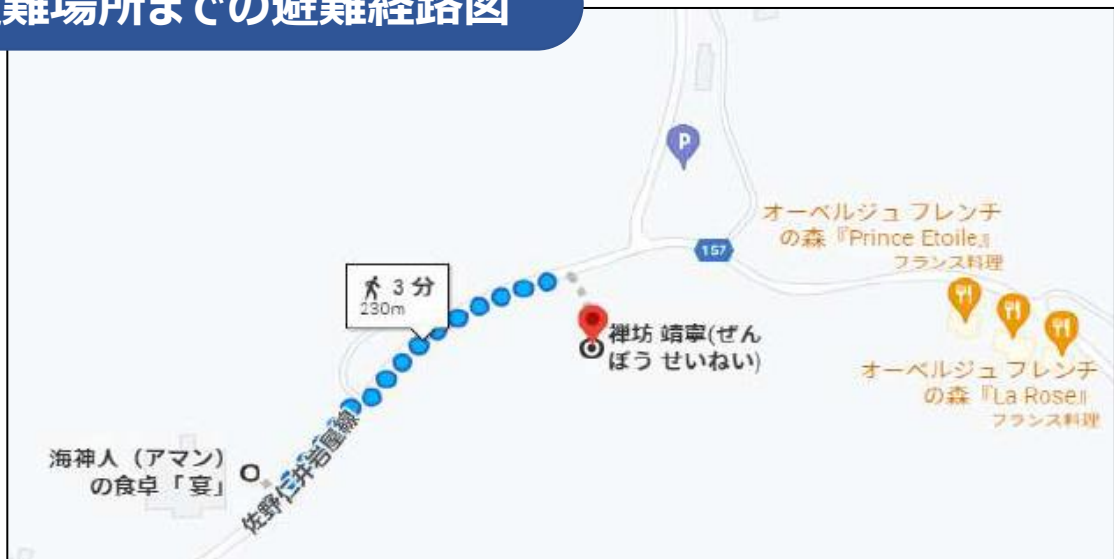 難場所までの避難経路図
P
オーベルジュ フレンチ
の森『Prince Etoile』
フランス料理
157
3 分
230m
禅坊 靖寧(ぜん
ぼう せいねい)
オーベルジュ フレンチ
の森『La Rose』
フランス料理
海神人（アマン）
の食卓「宴」
佐野仁井岩屋線